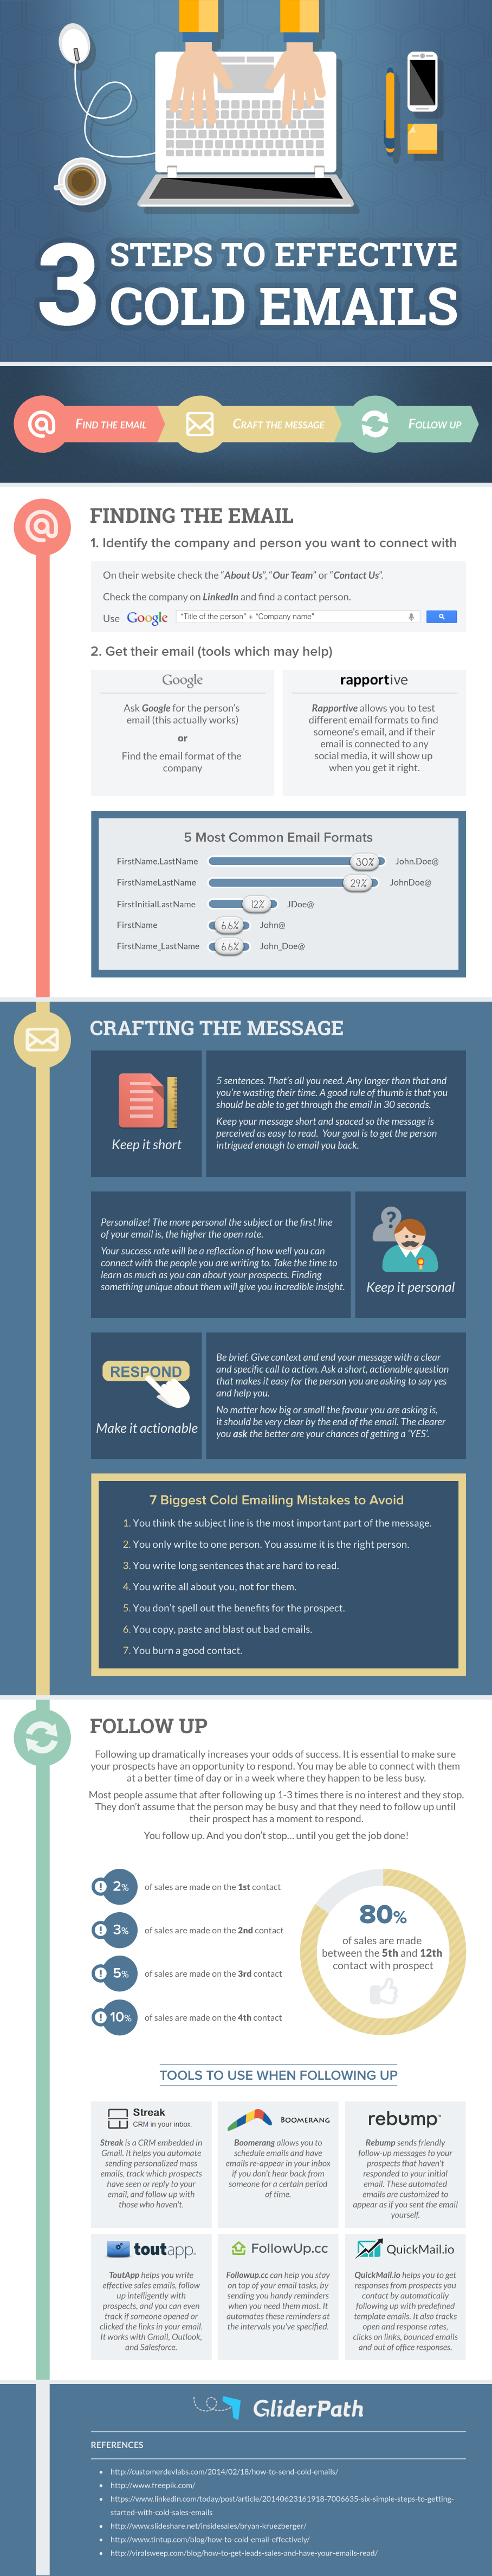 3 STEPS TO EFFECTIVE
COLD EMAILS
FIND THE EMAIL
CRAFT THE MESSAGE
FOLLOW UP
FINDING THE EMAIL
1. Identify the company and person you want to connect with
On their website check the "About Us", "Our Team" or "Contact Us".
Check the company on LinkedIn and find a contact person.
Use Google "Title of the person" + "Company name"
2. Get their email (tools which may help)
Google
Ask Google for the person's
email (this actually works)
or
Find the email format of the
company
rapportive
Rapportive allows you to test
different email formats to find
someone's email, and if their
email is connected to any
social media, it will show up
when you get it right.
5 Most Common Email Formats
FirstName.LastName 30% John.Doe@
FirstNameLastName 29% JohnDoe@
FirstInitialLastName 12% JDoe@
FirstName 6.6% John@
FirstName_LastName 6.6% John_Doe@
CRAFTING THE MESSAGE
Keep it short
5 sentences. That's all you need. Any longer than that and
you're wasting their time. A good rule of thumb is that you
should be able to get through the email in 30 seconds.
Keep your message short and spaced so the message is
perceived as easy to read. Your goal is to get the person
intrigued enough to email you back.
Personalize! The more personal the subject or the first line
of your email is, the higher the open rate.
Your success rate will be a reflection of how well you can
connect with the people you are writing to. Take the time to
learn as much as you can about your prospects. Finding
something unique about them will give you incredible insight.
?
Keep it personal
RESPOND
Make it actionable
Be brief. Give context and end your message with a clear
and specific call to action. Ask a short, actionable question
that makes it easy for the person you are asking to say yes
and help you.
No matter how big or small the favour you are asking is,
it should be very clear by the end of the email. The clearer
you ask the better are your chances of getting a 'YES'.
7 Biggest Cold Emailing Mistakes to Avoid
1. You think the subject line is the most important part of the message.
2. You only write to one person. You assume it is the right person.
3. You write long sentences that are hard to read.
4. You write all about you, not for them.
5. You don't spell out the benefits for the prospect.
6. You copy, paste and blast out bad emails.
7. You burn a good contact.
FOLLOW UP
Following up dramatically increases your odds of success. It is essential to make sure
your prospects have an opportunity to respond. You may be able to connect with them
at a better time of day or in a week where they happen to be less busy.
Most people assume that after following up 1-3 times there is no interest and they stop.
They don't assume that the person may be busy and that they need to follow up until
their prospect has a moment to respond.
You follow up. And you don't stop... until you get the job done!
! 2% of sales are made on the 1st contact
! 3% of sales are made on the 2nd contact
! 5% of sales are made on the 3rd contact
! 10% of sales are made on the 4th contact
80%
of sales are made
between the 5th and 12th
contact with prospect
TOOLS TO USE WHEN FOLLOWING UP
Streak
CRM in your inbox.
Streak is a CRM embedded in
Gmail. It helps you automate
sending personalized mass
emails, track which prospects
have seen or reply to your
email, and follow up with
those who haven't.
BOOMERANG
Boomerang allows you to
schedule emails and have
emails re-appear in your inbox
if you don't hear back from
someone for a certain period
of time.
rebump
Rebump sends friendly
follow-up messages to your
prospects that haven't
responded to your initial
email. These automated
emails are customized to
appear as if you sent the email
yourself.
toutapp.
ToutApp helps you write
effective sales emails, follow
up intelligently with
prospects, and you can even
track if someone opened or
clicked the links in your email.
It works with Gmail, Outlook,
and Salesforce.
FollowUp.cc
Followup.cc can help you stay
on top of your email tasks, by
sending you handy reminders
when you need them most. It
automates these reminders at
the intervals you've specified.
QuickMail.io
QuickMail.io helps you to get
responses from prospects you
contact by automatically
following up with predefined
template emails. It also tracks
open and response rates,
clicks on links, bounced emails
and out of office responses.
GliderPath
REFERENCES
http://customerdevlabs.com/2014/02/18/how-to-send-cold-emails/
http://www.freepik.com/
https://www.linkedin.com/today/post/article/20140623161918-7006635-six-simple-steps-to-getting-
started-with-cold-sales-emails
http://www.slideshare.net/insidesales/bryan-kruezberger/
http://www.tintup.com/blog/how-to-cold-email-effectively/
http://viralsweep.com/blog/how-to-get-leads-sales-and-have-your-emails-read/